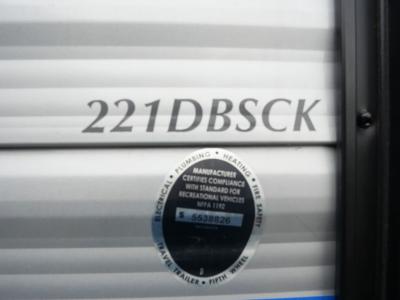 221DBSCK
ELECTRICAL • PLUMBING • HEATING • FIRE SAFETY
MANUFACTURER
CERTIFIES COMPLIANCE
WITH STANDARD FOR
RECREATIONAL VEHICLES
NFPA 1192
S 5538826
TRAVEL TRAILER • FIFTH WHEEL